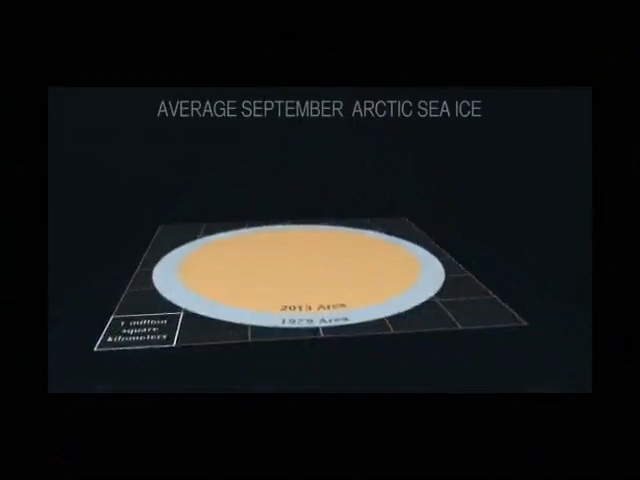 AVERAGE SEPTEMBER ARCTIC SEA ICE
2013 Area
1979 Area
1 million
square
kilometers